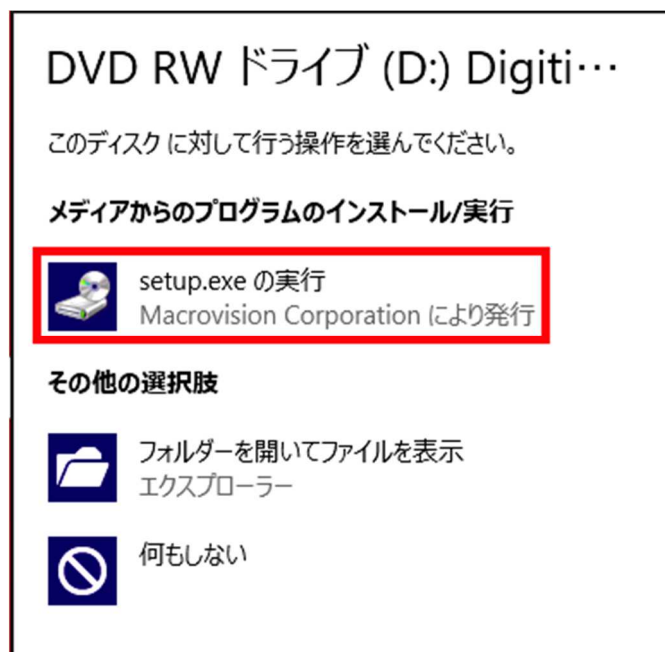 DVD RW ドライブ (D:) Digiti…
このディスク に対して行う操作を選んでください。
メディアからのプログラムのインストール/実行
setup.exe の実行
Macrovision Corporation により発行
その他の選択肢
フォルダーを開いてファイルを表示
エクスプローラー
何もしない